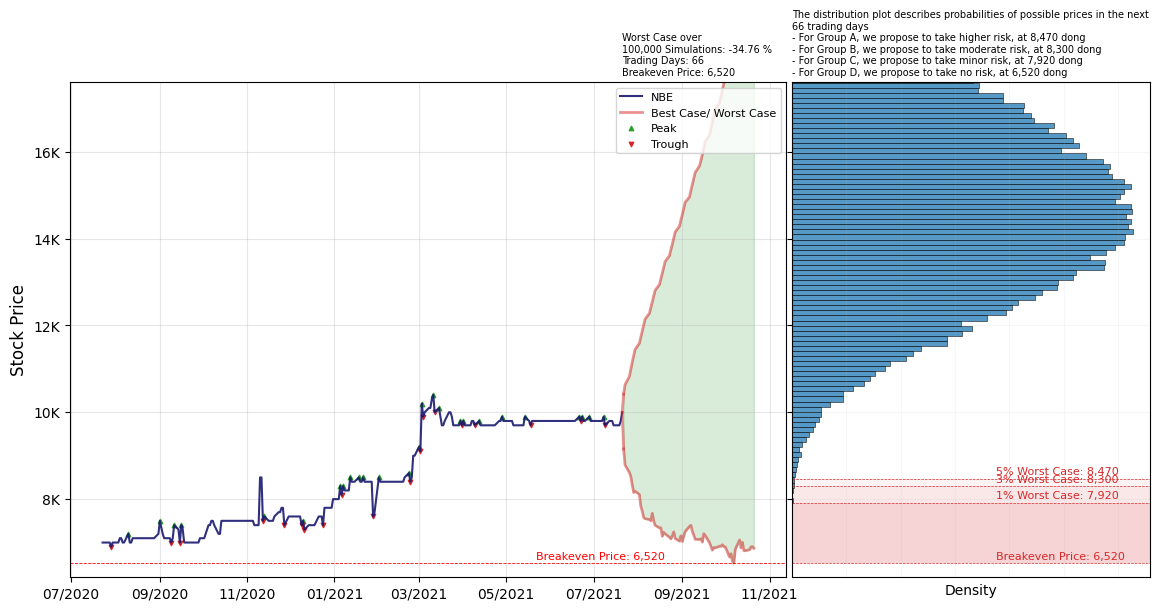 The distribution plot describes probabilities of possible prices in the next
66 trading days
- For Group A, we propose to take higher risk, at 8,470 dong
- For Group B, we propose to take moderate risk, at 8,300 dong
- For Group C, we propose to take minor risk, at 7,920 dong
- For Group D, we propose to take no risk, at 6,520 dong
Worst Case over
100,000 Simulations: -34.76 %
Trading Days: 66
Breakeven Price: 6,520
NBE
Best Case/ Worst Case
Peak
Trough
Stock Price
16K
14K
12K
10K
8K
Breakeven Price: 6,520
07/2020
09/2020
11/2020
01/2021
03/2021
05/2021
07/2021
09/2021
11/2021
5% Worst Case: 8,470
3% Worst Case: 8,300
1% Worst Case: 7,920
Breakeven Price: 6,520
Density